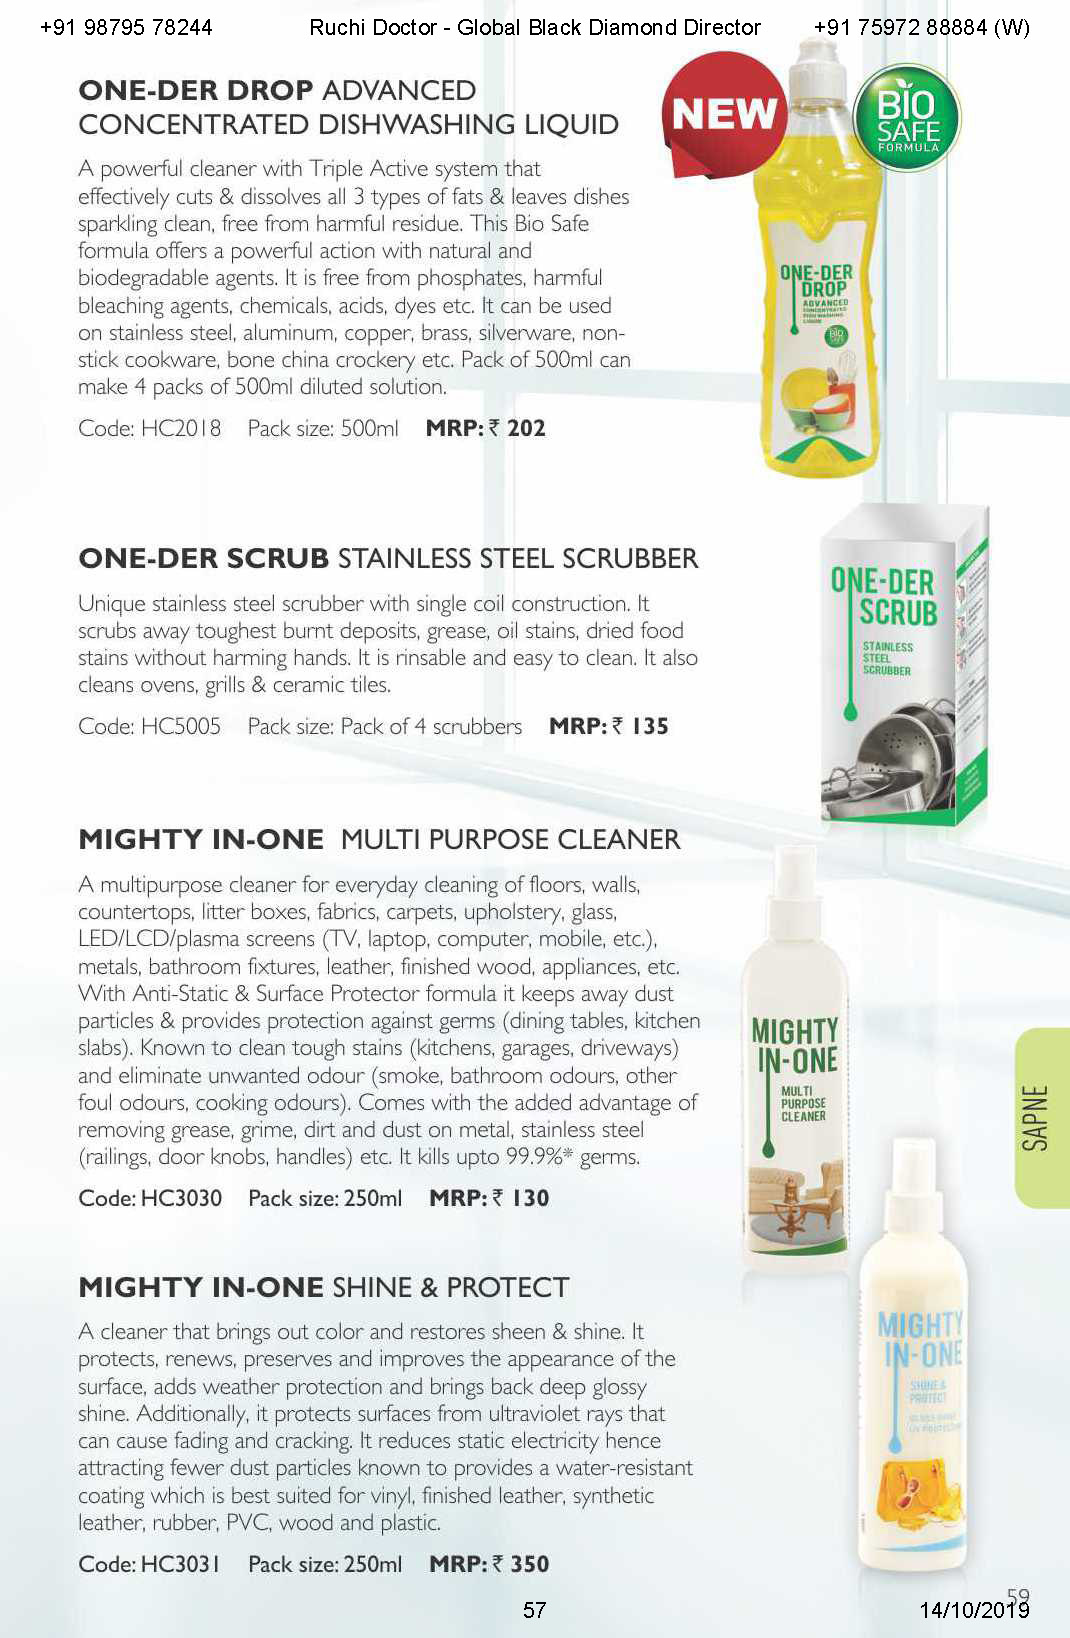 +91 98795 78244 Ruchi Doctor - Global Black Diamond Director +91 75972 88884 (W)
ONE-DER DROP ADVANCED
CONCENTRATED DISHWASHING LIQUID
A powerful cleaner with Triple Active system that
effectively cuts & dissolves all 3 types of fats & leaves dishes
sparkling clean, free from harmful residue. This Bio Safe
formula offers a powerful action with natural and
biodegradable agents. It is free from phosphates, harmful
bleaching agents, chemicals, acids, dyes etc. It can be used
on stainless steel, aluminum, copper, brass, silverware, non-
stick cookware, bone china crockery etc. Pack of 500ml can
make 4 packs of 500ml diluted solution.
Code: HC2018 Pack size: 500ml MRP: ₹ 202
NEW
BIO
SAFE
FORMULA
ONE-DER
DROP
ADVANCED
CONCENTRATED
DISH WASHING
LIQUID
BIO
SAFE
ONE-DER SCRUB STAINLESS STEEL SCRUBBER
Unique stainless steel scrubber with single coil construction. It
scrubs away toughest burnt deposits, grease, oil stains, dried food
stains without harming hands. It is rinsable and easy to clean. It also
cleans ovens, grills & ceramic tiles.
Code: HC5005 Pack size: Pack of 4 scrubbers MRP: ₹ 135
ONE-DER
SCRUB
STAINLESS
STEEL
SCRUBBER
MIGHTY IN-ONE MULTI PURPOSE CLEANER
A multipurpose cleaner for everyday cleaning of floors, walls,
countertops, litter boxes, fabrics, carpets, upholstery, glass,
LED/LCD/plasma screens (TV, laptop, computer, mobile, etc.),
metals, bathroom fixtures, leather, finished wood, appliances, etc.
With Anti-Static & Surface Protector formula it keeps away dust
particles & provides protection against germs (dining tables, kitchen
slabs). Known to clean tough stains (kitchens, garages, driveways)
and eliminate unwanted odour (smoke, bathroom odours, other
foul odours, cooking odours). Comes with the added advantage of
removing grease, grime, dirt and dust on metal, stainless steel
(railings, door knobs, handles) etc. It kills upto 99.9%* germs.
Code: HC3030 Pack size: 250ml MRP: ₹ 130
MIGHTY
IN-ONE
MULTI
PURPOSE
CLEANER
SAPNE
MIGHTY IN-ONE SHINE & PROTECT
A cleaner that brings out color and restores sheen & shine. It
protects, renews, preserves and improves the appearance of the
surface, adds weather protection and brings back deep glossy
shine. Additionally, it protects surfaces from ultraviolet rays that
can cause fading and cracking. It reduces static electricity hence
attracting fewer dust particles known to provides a water-resistant
coating which is best suited for vinyl, finished leather, synthetic
leather, rubber, PVC, wood and plastic.
Code: HC3031 Pack size: 250ml MRP: ₹ 350
MIGHTY
IN-ONE
SHINE &
PROTECT
59
57 14/10/2019